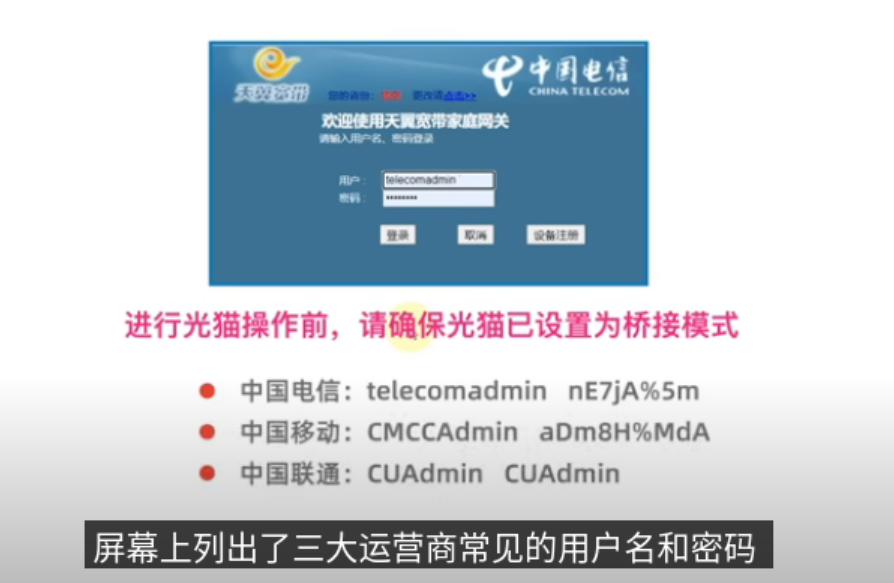 天翼宽带
中国电信
CHINA TELECOM
您的省份：北京 更改请点击>>
欢迎使用天翼宽带家庭网关
请输入用户名、密码登录
用户：
telecomadmin
密码：
••••••••
登录
取消
设备注册
进行光猫操作前，请确保光猫已设置为桥接模式
• 中国电信：telecomadmin nE7jA%5m
• 中国移动：CMCCAdmin aDm8H%MdA
• 中国联通：CUAdmin CUAdmin
屏幕上列出了三大运营商常见的用户名和密码